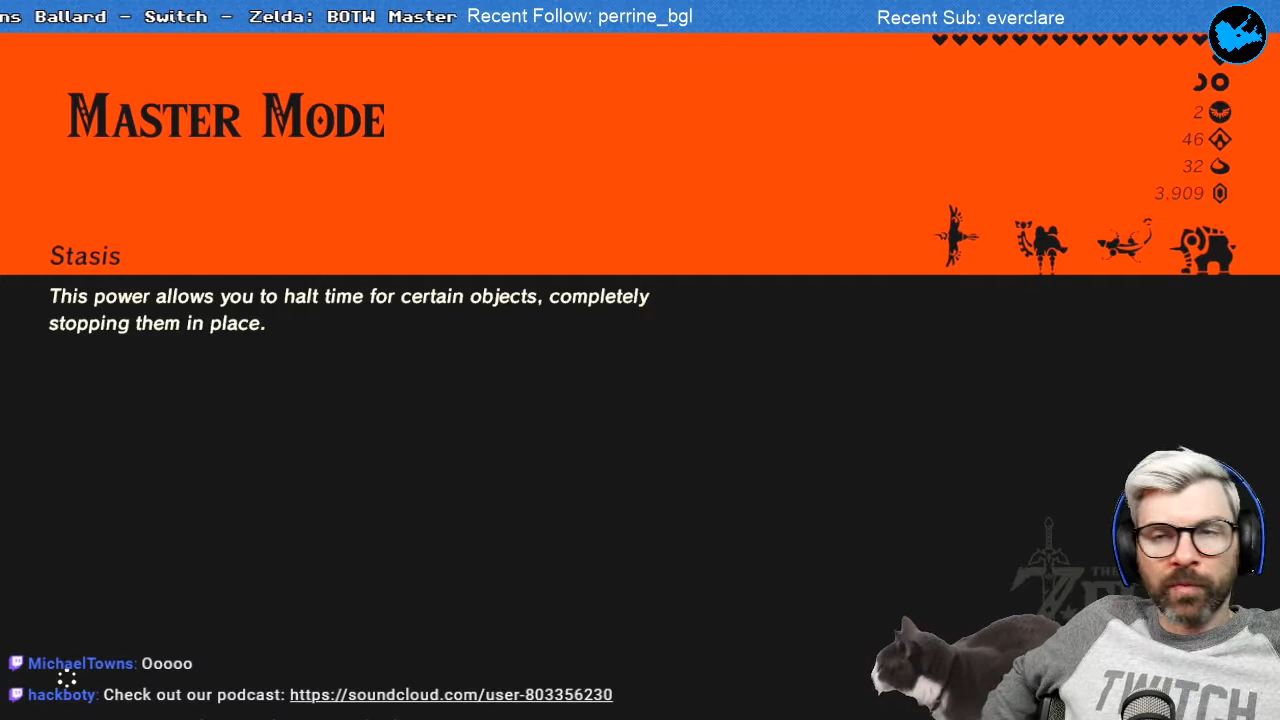 ns Ballard - Switch - Zelda: BOTW Master
Recent Follow: perrine_bgl
Recent Sub: everclare
Master Mode
2
46
32
3.909
Stasis
This power allows you to halt time for certain objects, completely
stopping them in place.
THE
MichaelTowns: Ooooo
hackboty: Check out our podcast: https://soundcloud.com/user-803356230
TWITCH